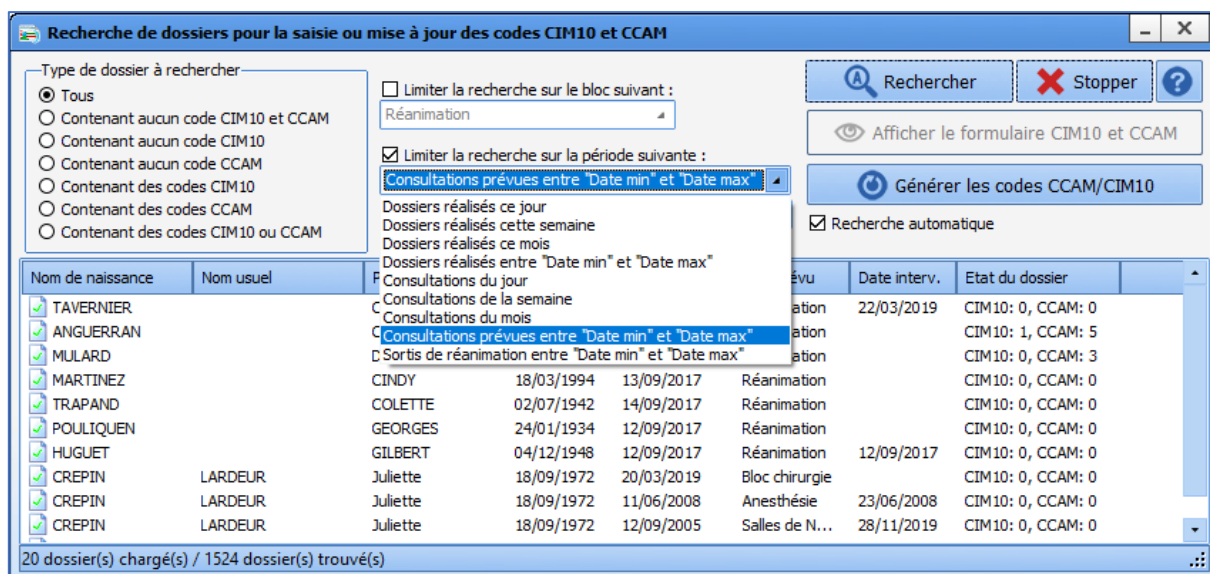 Recherche de dossiers pour la saisie ou mise à jour des codes CIM10 et CCAM
Type de dossier à rechercher
Tous
Contenant aucun code CIM10 et CCAM
Contenant aucun code CIM10
Contenant aucun code CCAM
Contenant des codes CIM10
Contenant des codes CCAM
Contenant des codes CIM10 ou CCAM
Limiter la recherche sur le bloc suivant :
Réanimation
Limiter la recherche sur la période suivante :
Consultations prévues entre "Date min" et "Date max"
Dossiers réalisés ce jour
Dossiers réalisés cette semaine
Dossiers réalisés ce mois
Dossiers réalisés entre "Date min" et "Date max"
Consultations du jour
Consultations de la semaine
Consultations du mois
Consultations prévues entre "Date min" et "Date max"
Sortis de réanimation entre "Date min" et "Date max"
Rechercher Stopper ?
Afficher le formulaire CIM10 et CCAM
Générer les codes CCAM/CIM10
Recherche automatique
Nom de naissance Nom usuel P évu Date interv. Etat du dossier
TAVERNIER C ation 22/03/2019 CIM10: 0, CCAM: 0
ANGUERRAN C ation CIM10: 1, CCAM: 5
MULARD D ation CIM10: 0, CCAM: 3
MARTINEZ CINDY 18/03/1994 13/09/2017 Réanimation CIM10: 0, CCAM: 0
TRAPAND COLETTE 02/07/1942 14/09/2017 Réanimation CIM10: 0, CCAM: 0
POULIQUEN GEORGES 24/01/1934 12/09/2017 Réanimation CIM10: 0, CCAM: 0
HUGUET GILBERT 04/12/1948 12/09/2017 Réanimation 12/09/2017 CIM10: 0, CCAM: 0
CREPIN LARDEUR Juliette 18/09/1972 20/03/2019 Bloc chirurgie CIM10: 0, CCAM: 0
CREPIN LARDEUR Juliette 18/09/1972 11/06/2008 Anesthésie 23/06/2008 CIM10: 0, CCAM: 0
CREPIN LARDEUR Juliette 18/09/1972 12/09/2005 Salles de N... 28/11/2019 CIM10: 0, CCAM: 0
20 dossier(s) chargé(s) / 1524 dossier(s) trouvé(s)